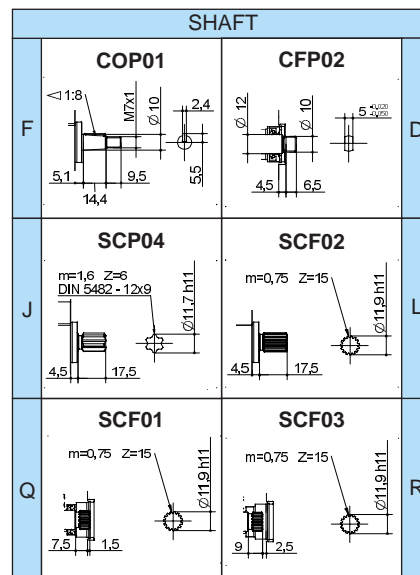 SHAFT
F
COP01
1:8
M7x1
Ø 10
2,4
5,5
5,1
14,4
9,5
CFP02
D
Ø 12
Ø 10
5 -0,020
-0,050
4,5
6,5
J
SCP04
m=1,6 Z=6
DIN 5482 - 12x9
Ø11,7 h11
4,5
17,5
SCF02
L
m=0,75 Z=15
Ø11,9 h11
4,5
17,5
Q
SCF01
m=0,75 Z=15
Ø11,9 h11
7,5
1,5
SCF03
R
m=0,75 Z=15
Ø11,9 h11
9
2,5